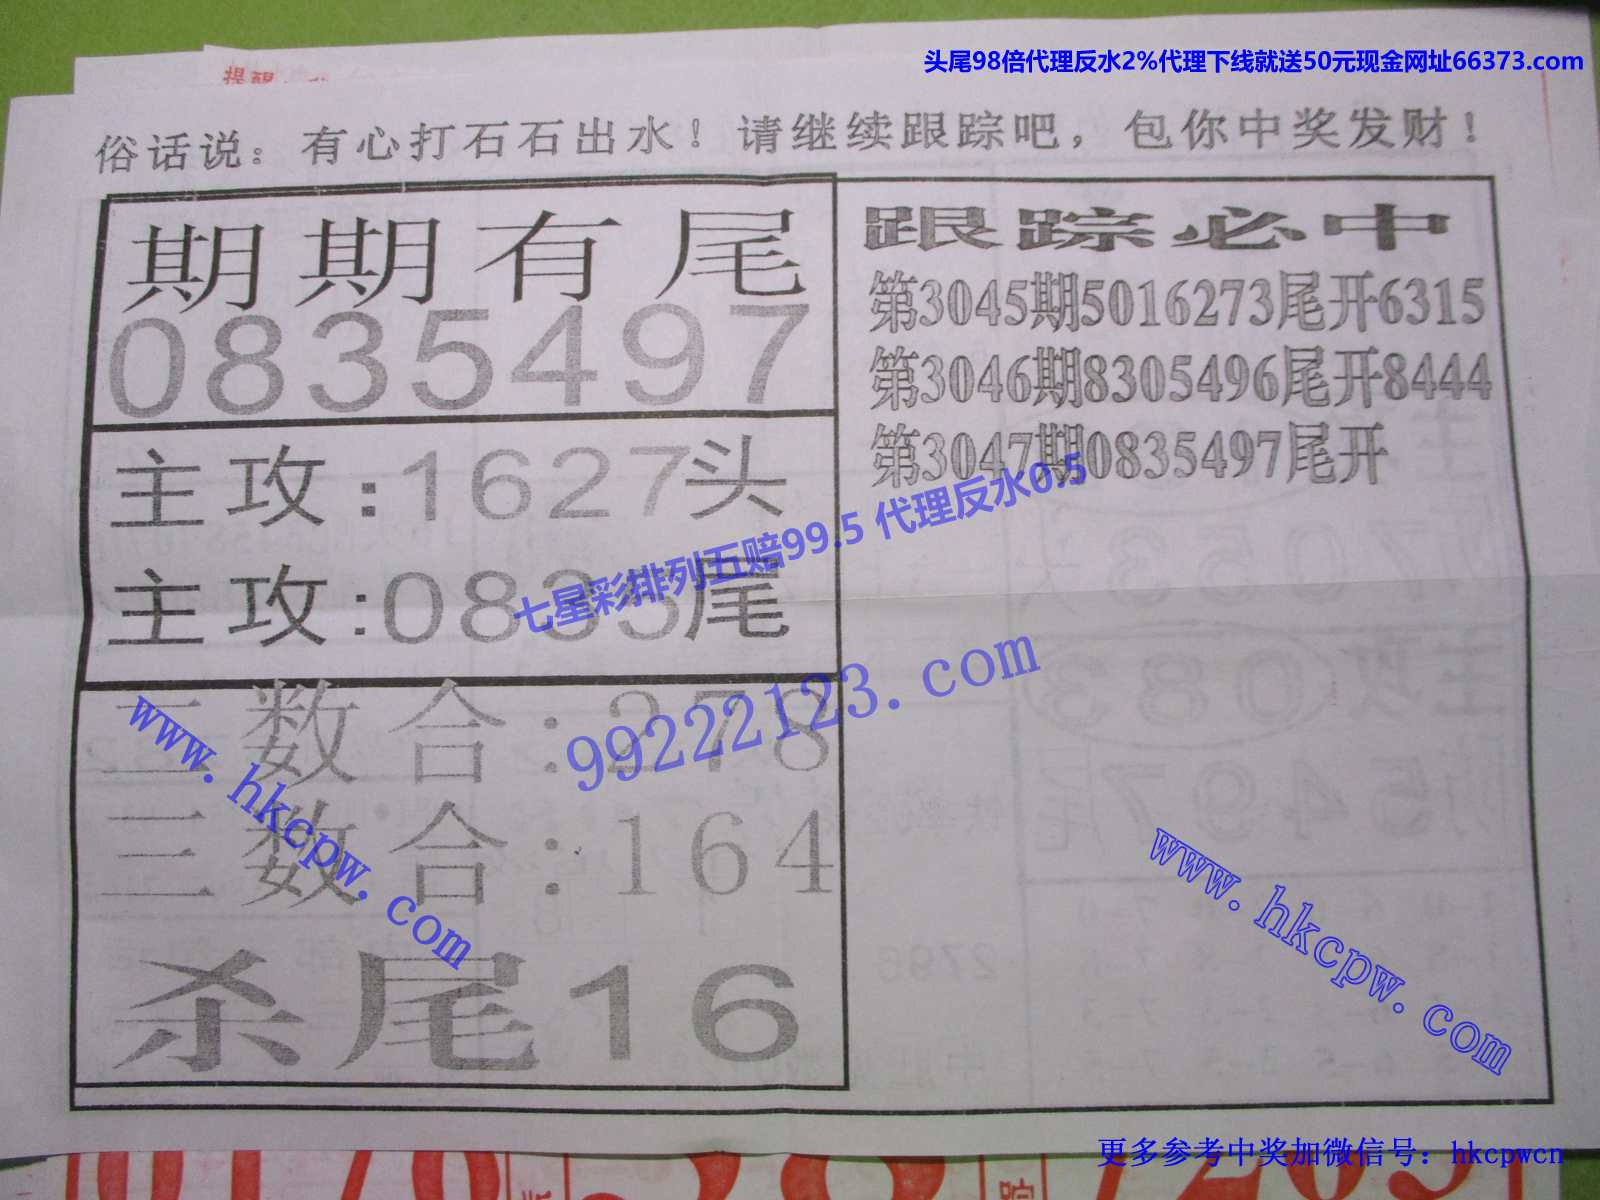 头尾98倍代理反水2%代理下线就送50元现金网址66373.com
提醒
俗话说：有心打石石出水！请继续跟踪吧，包你中奖发财！
期期有尾
0835497
主攻:1627头
主攻:0835尾
二数合:278
三数合:164
杀尾16
跟踪必中
第3045期5016273尾开6315
第3046期8305496尾开8444
第3047期0835497尾开
七星彩排列五赔99.5 代理反水0.5
99222123.com
www.hkcpw.com
www.hkcpw.com
更多参考中奖加微信号：hkcpwcn